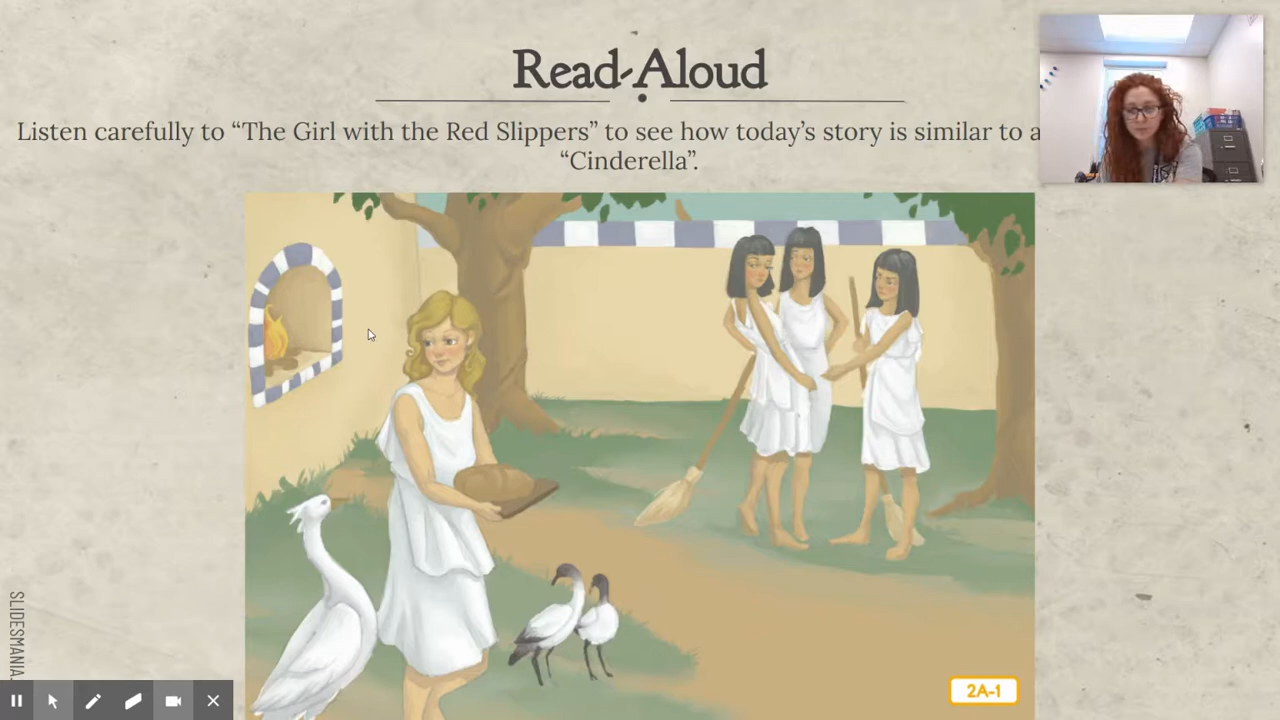 Read-Aloud
Listen carefully to “The Girl with the Red Slippers” to see how today’s story is similar to a
“Cinderella”.
2A-1
SLIDESMANIA.